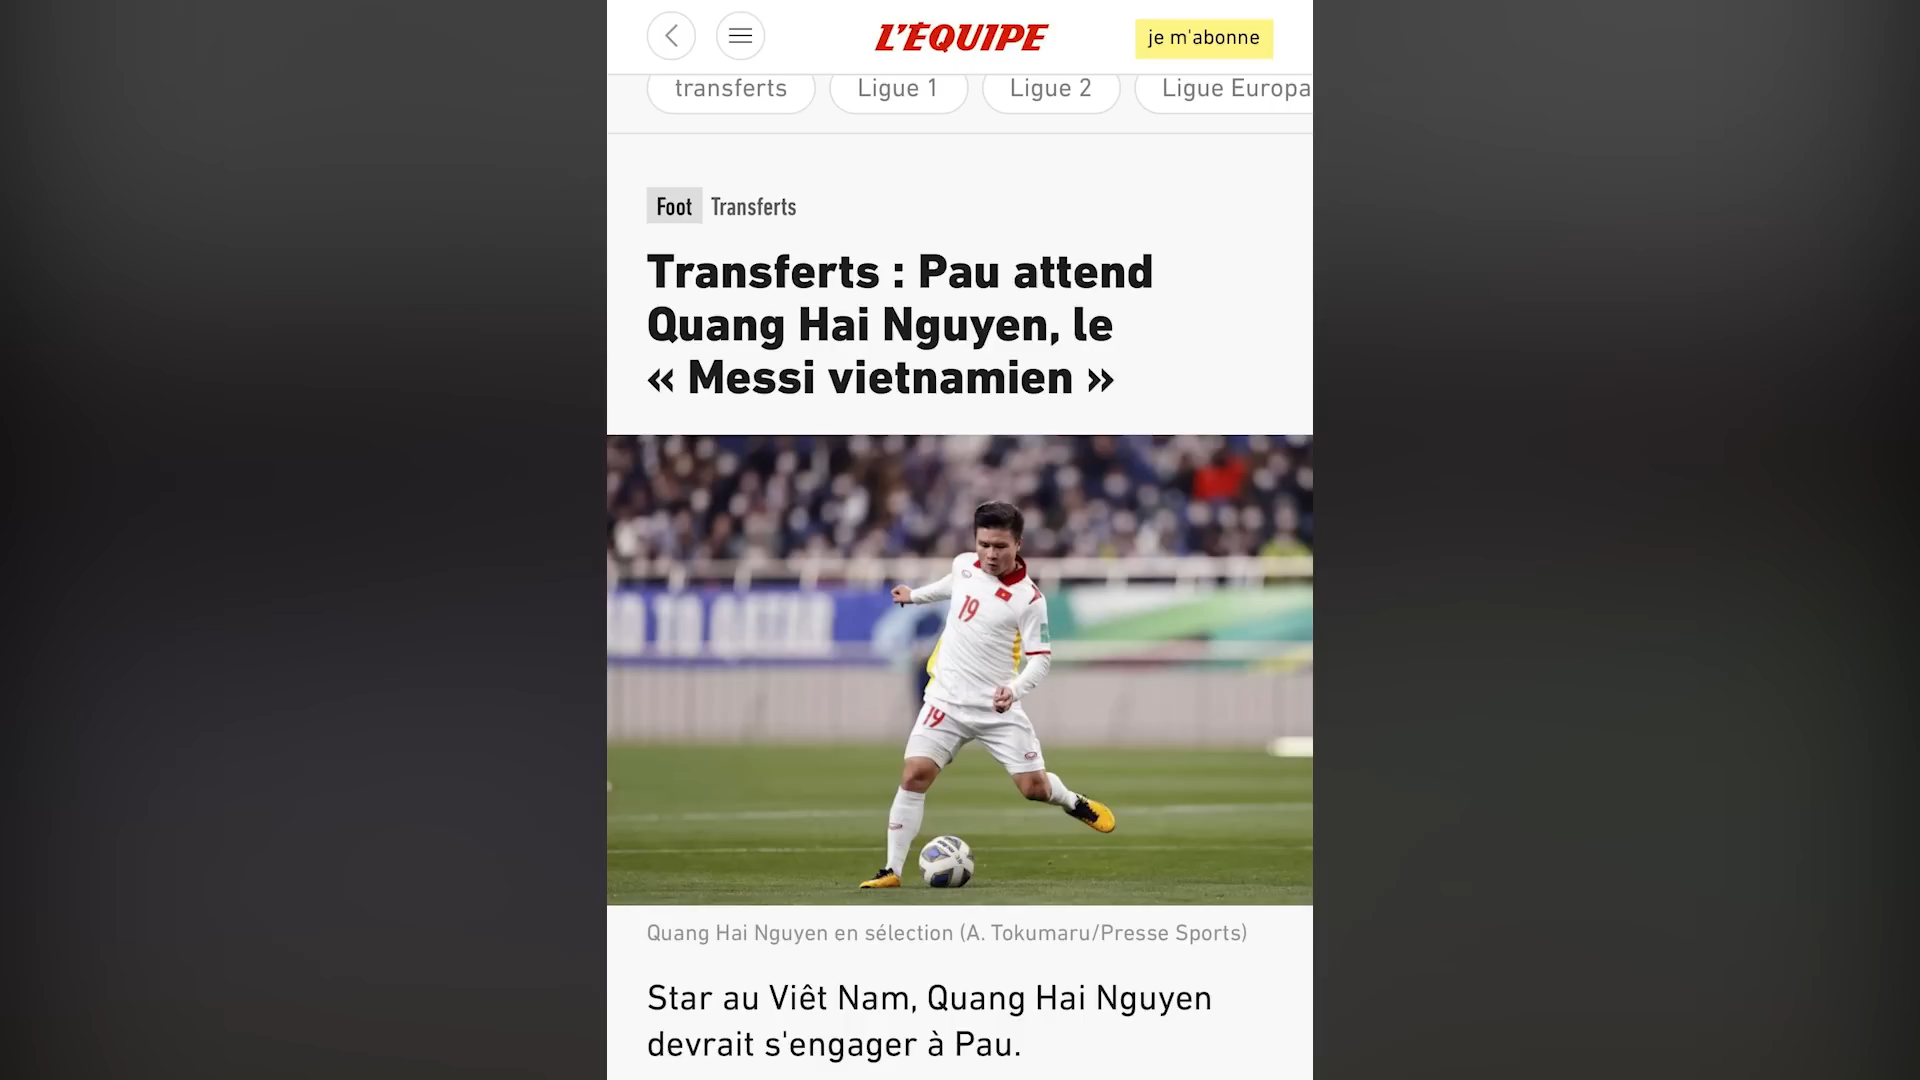 L'ÉQUIPE
je m'abonne
transferts
Ligue 1
Ligue 2
Ligue Europa
Foot Transferts
Transferts : Pau attend
Quang Hai Nguyen, le
« Messi vietnamien »
19
19
Quang Hai Nguyen en sélection (A. Tokumaru/Presse Sports)
Star au Viêt Nam, Quang Hai Nguyen
devrait s'engager à Pau.